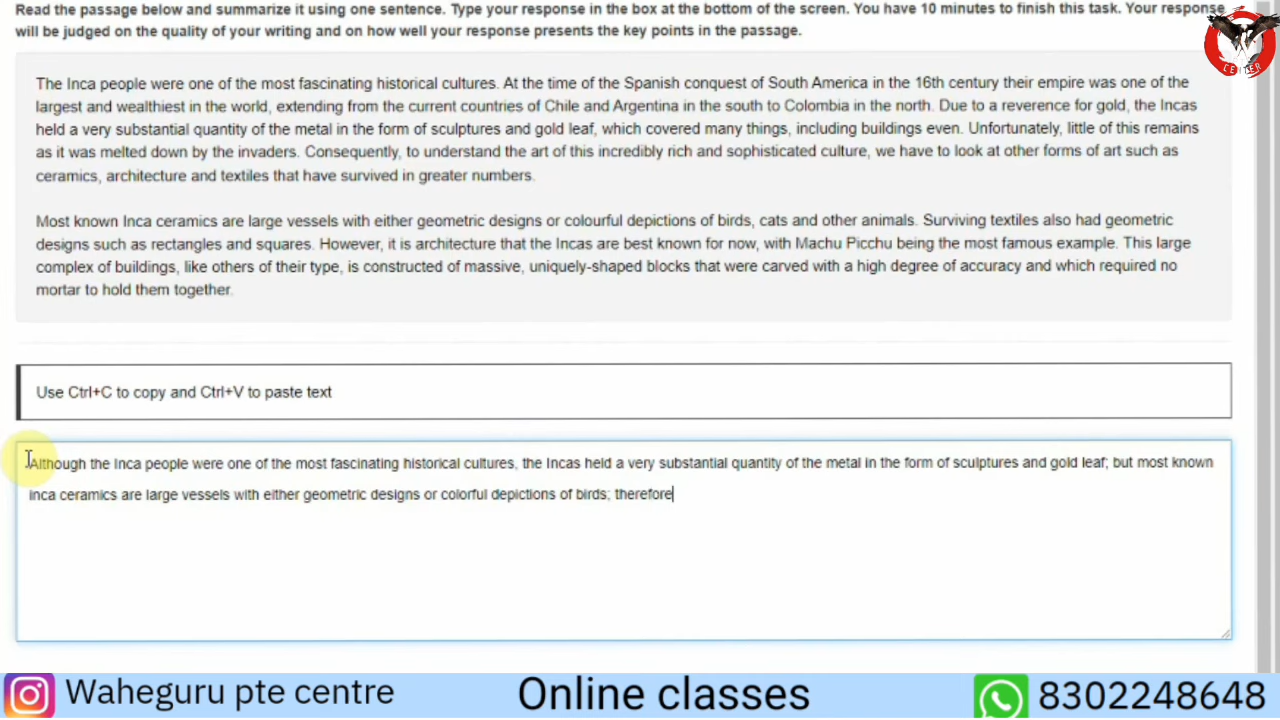 Read the passage below and summarize it using one sentence. Type your response in the box at the bottom of the screen. You have 10 minutes to finish this task. Your response
will be judged on the quality of your writing and on how well your response presents the key points in the passage.
CENTER
The Inca people were one of the most fascinating historical cultures. At the time of the Spanish conquest of South America in the 16th century their empire was one of the
largest and wealthiest in the world, extending from the current countries of Chile and Argentina in the south to Colombia in the north. Due to a reverence for gold, the Incas
held a very substantial quantity of the metal in the form of sculptures and gold leaf, which covered many things, including buildings even. Unfortunately, little of this remains
as it was melted down by the invaders. Consequently, to understand the art of this incredibly rich and sophisticated culture, we have to look at other forms of art such as
ceramics, architecture and textiles that have survived in greater numbers.
Most known Inca ceramics are large vessels with either geometric designs or colourful depictions of birds, cats and other animals. Surviving textiles also had geometric
designs such as rectangles and squares. However, it is architecture that the Incas are best known for now, with Machu Picchu being the most famous example. This large
complex of buildings, like others of their type, is constructed of massive, uniquely-shaped blocks that were carved with a high degree of accuracy and which required no
mortar to hold them together.
Use Ctrl+C to copy and Ctrl+V to paste text
Although the Inca people were one of the most fascinating historical cultures, the Incas held a very substantial quantity of the metal in the form of sculptures and gold leaf; but most known
inca ceramics are large vessels with either geometric designs or colorful depictions of birds; therefore
Waheguru pte centre
Online classes
8302248648